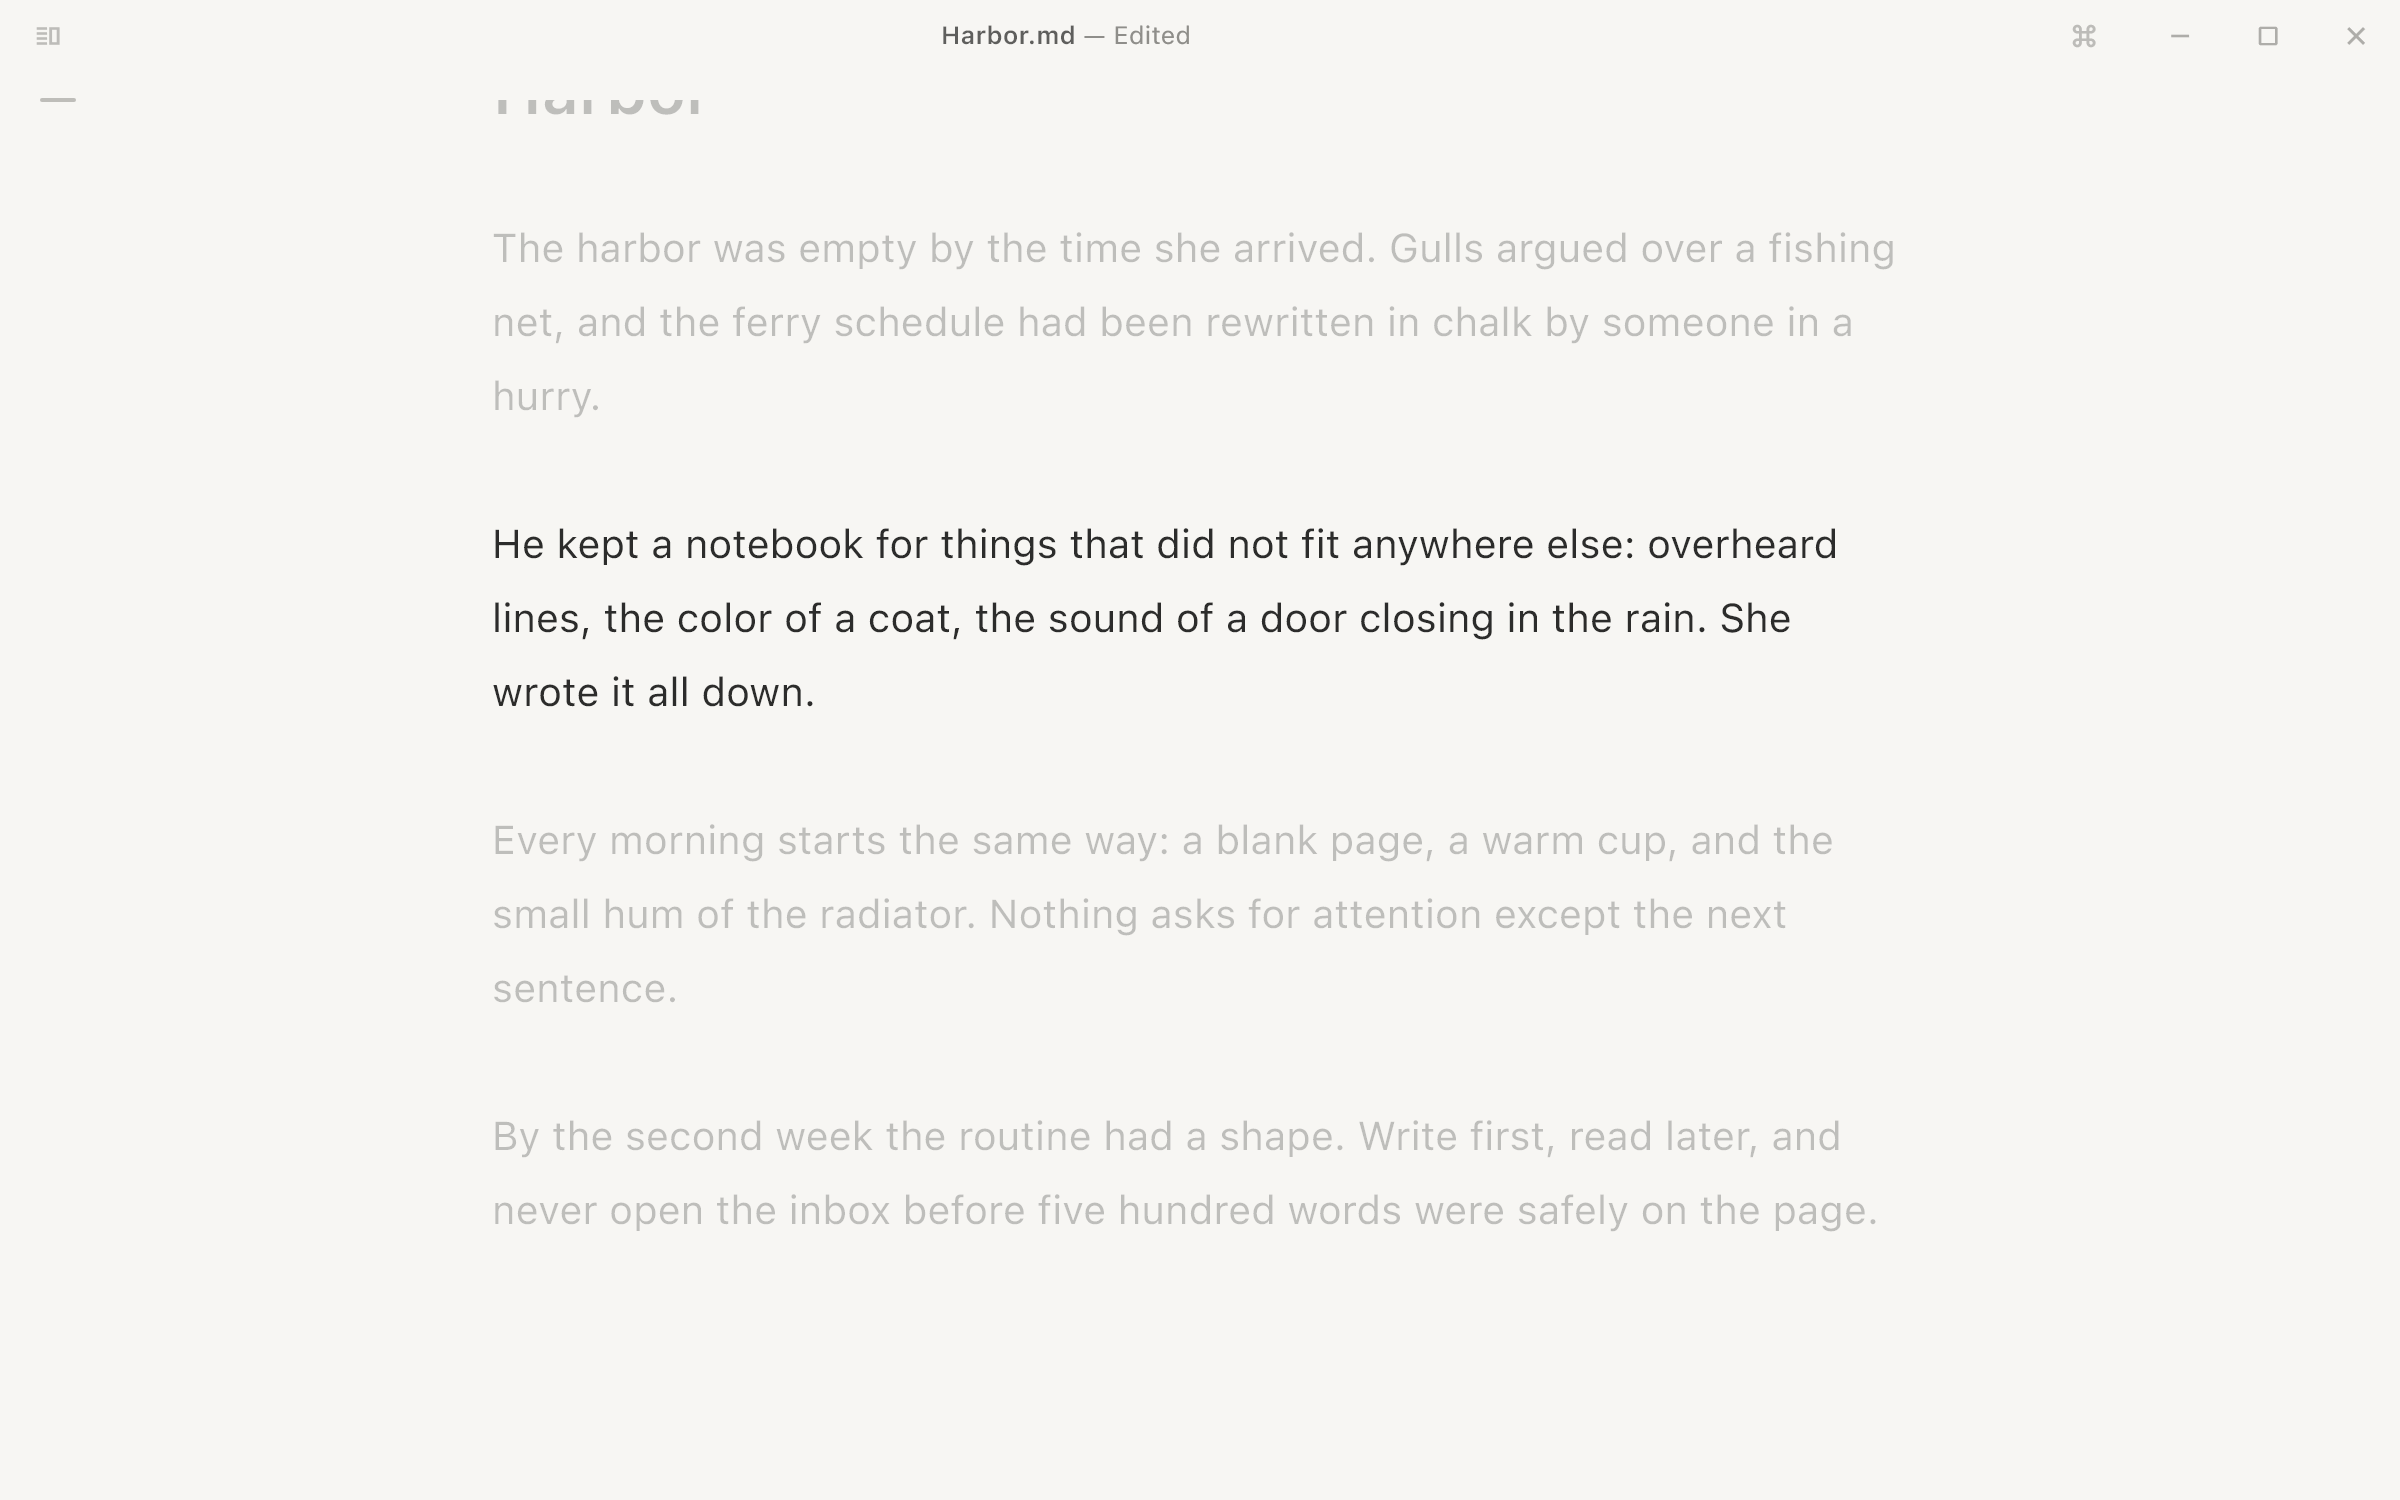 Harbor.md — Edited
Harbor
The harbor was empty by the time she arrived. Gulls argued over a fishing
net, and the ferry schedule had been rewritten in chalk by someone in a
hurry.
He kept a notebook for things that did not fit anywhere else: overheard
lines, the color of a coat, the sound of a door closing in the rain. She
wrote it all down.
Every morning starts the same way: a blank page, a warm cup, and the
small hum of the radiator. Nothing asks for attention except the next
sentence.
By the second week the routine had a shape. Write first, read later, and
never open the inbox before five hundred words were safely on the page.